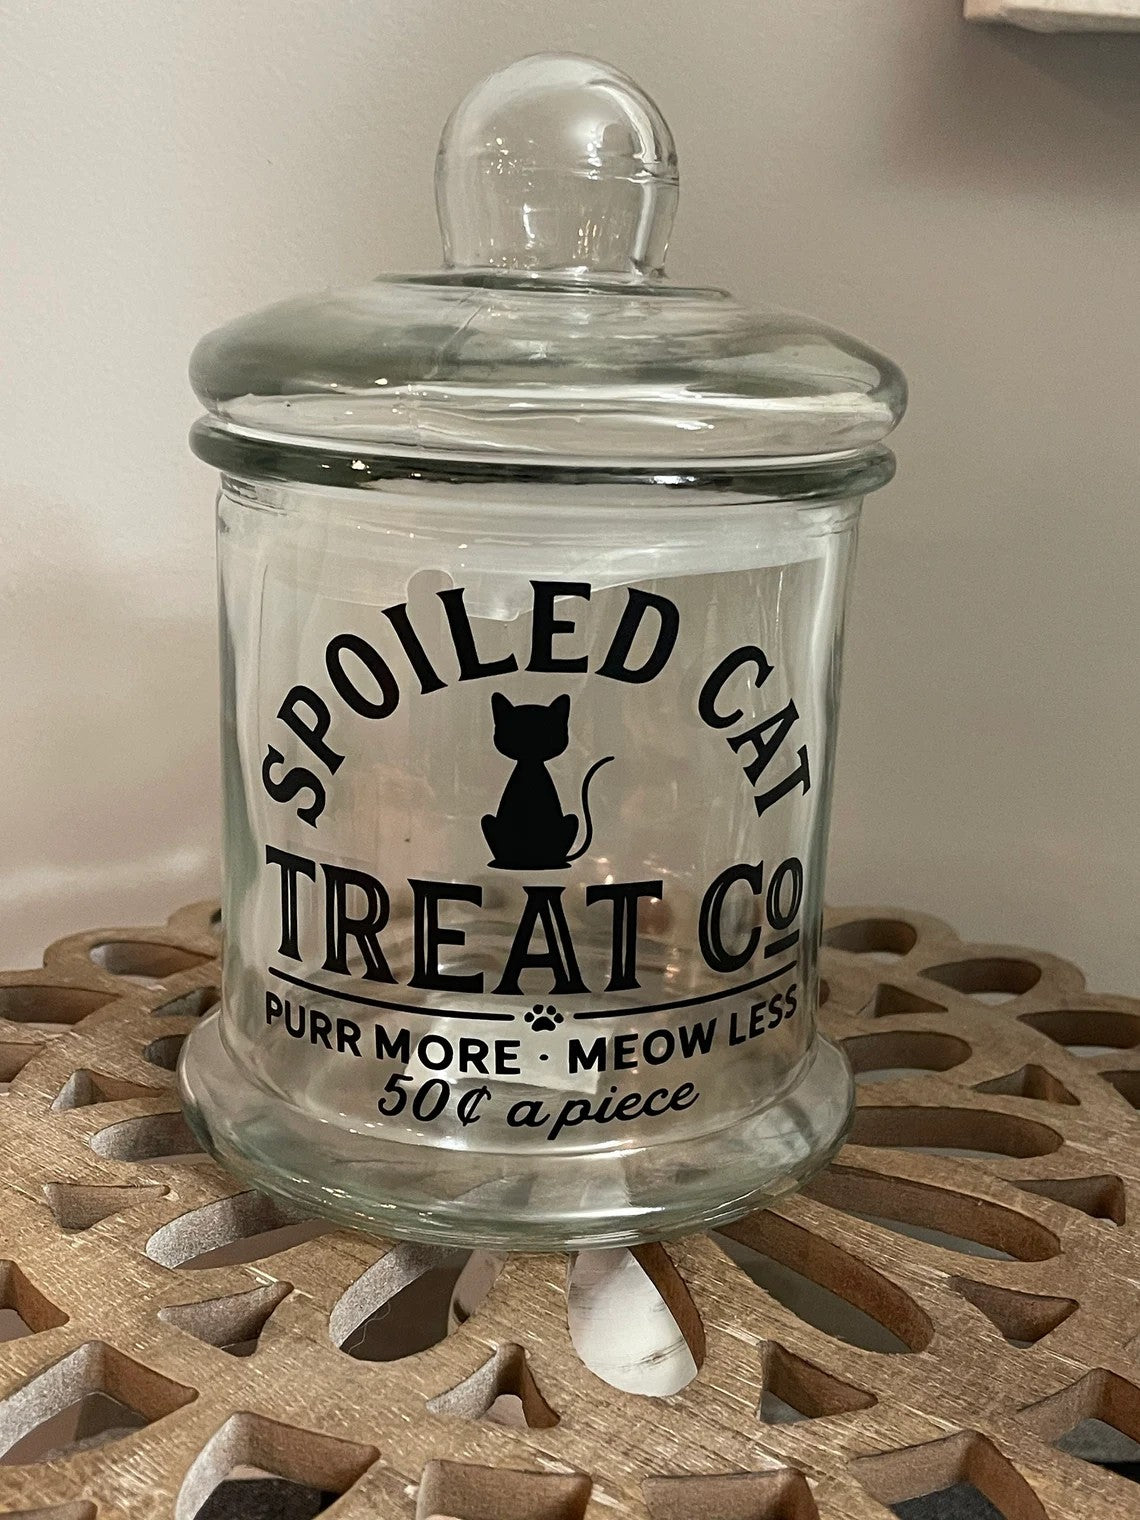 SPOILED CAT
TREAT Co
PURR MORE · MEOW LESS
50¢ a piece